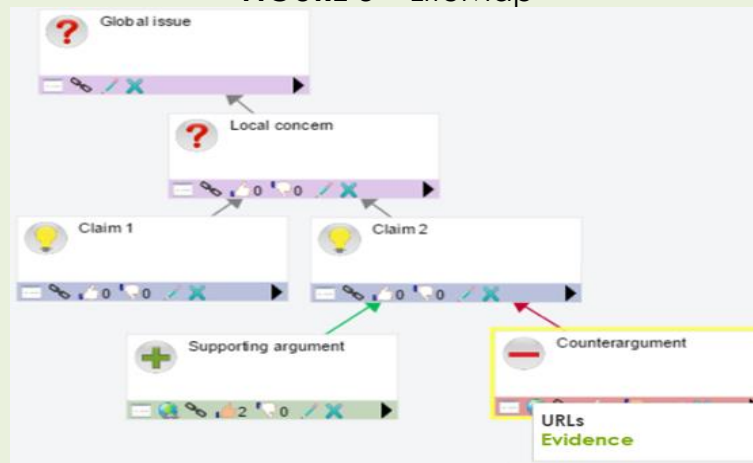 Global issue
Local concern
0 0
Claim 1
Claim 2
0 0
0 0
Supporting argument
Counterargument
2 0
URLs
Evidence